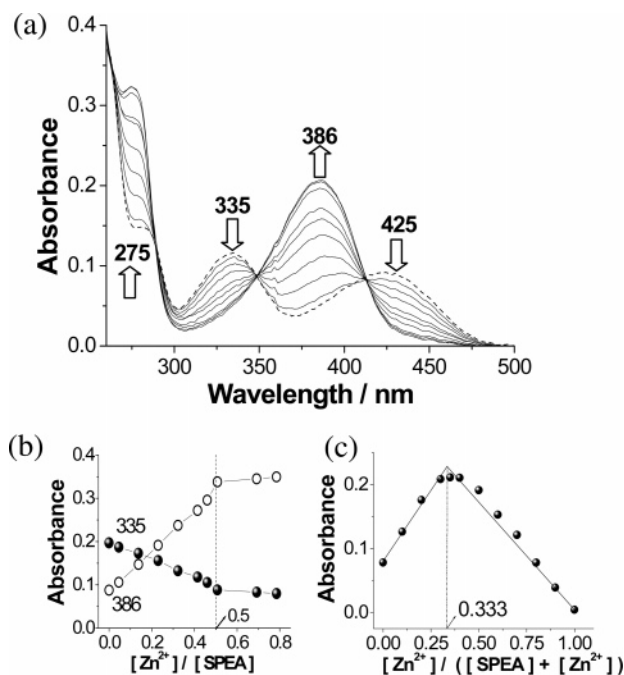 (a)
0.4
0.3
0.2
0.1
0.0
Absorbance
275
335
386
425
300 350 400 450 500
Wavelength / nm
(b)
0.4
0.3
0.2
0.1
0.0
Absorbance
335
386
0.5
0.0 0.2 0.4 0.6 0.8
[Zn²⁺] / [SPEA]
(c)
0.2
0.1
0.0
Absorbance
0.333
0.00 0.25 0.50 0.75 1.00
[Zn²⁺] / ([SPEA] + [Zn²⁺])